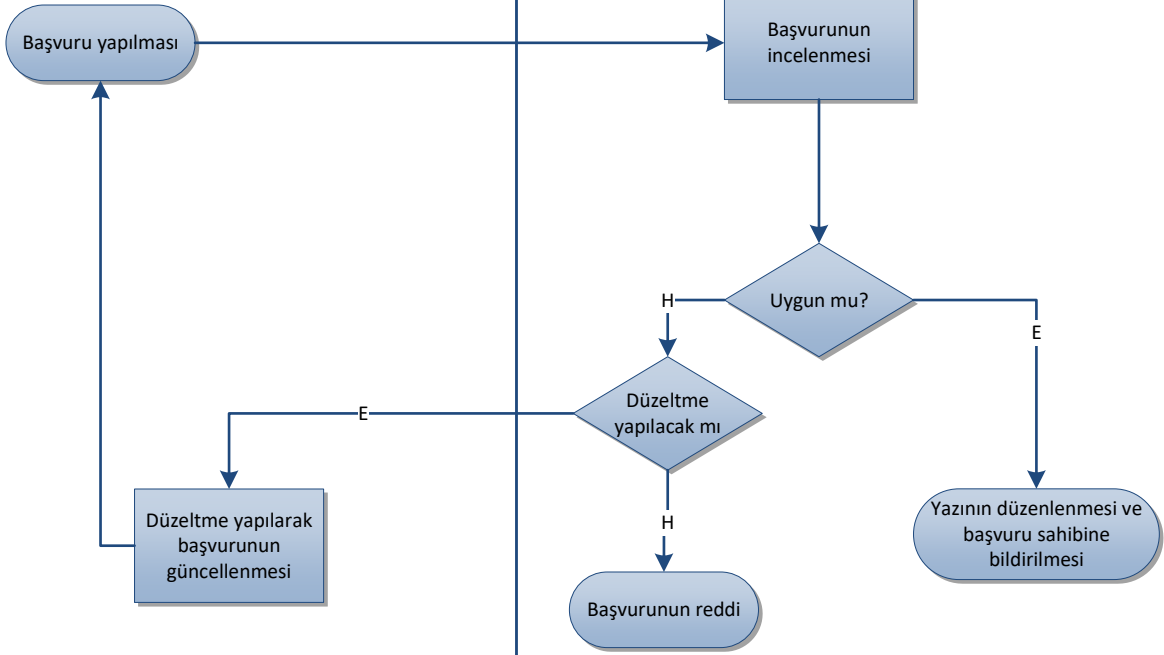 Başvuru yapılması
Başvurunun
incelenmesi
Uygun mu?
H
E
Düzeltme
yapılacak mı
E
H
Düzeltme yapılarak
başvurunun
güncellenmesi
Yazının düzenlenmesi ve
başvuru sahibine
bildirilmesi
Başvurunun reddi